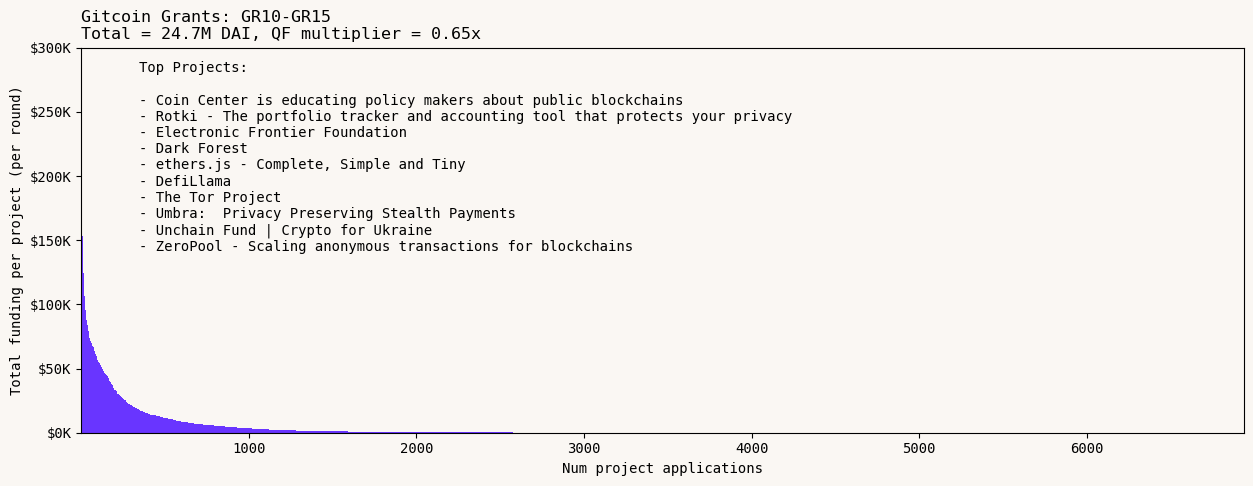 Gitcoin Grants: GR10-GR15
Total = 24.7M DAI, QF multiplier = 0.65x
$300K
$250K
$200K
$150K
$100K
$50K
$0K
Total funding per project (per round)
Top Projects:
- Coin Center is educating policy makers about public blockchains
- Rotki - The portfolio tracker and accounting tool that protects your privacy
- Electronic Frontier Foundation
- Dark Forest
- ethers.js - Complete, Simple and Tiny
- DefiLlama
- The Tor Project
- Umbra:  Privacy Preserving Stealth Payments
- Unchain Fund | Crypto for Ukraine
- ZeroPool - Scaling anonymous transactions for blockchains
1000 2000 3000 4000 5000 6000
Num project applications